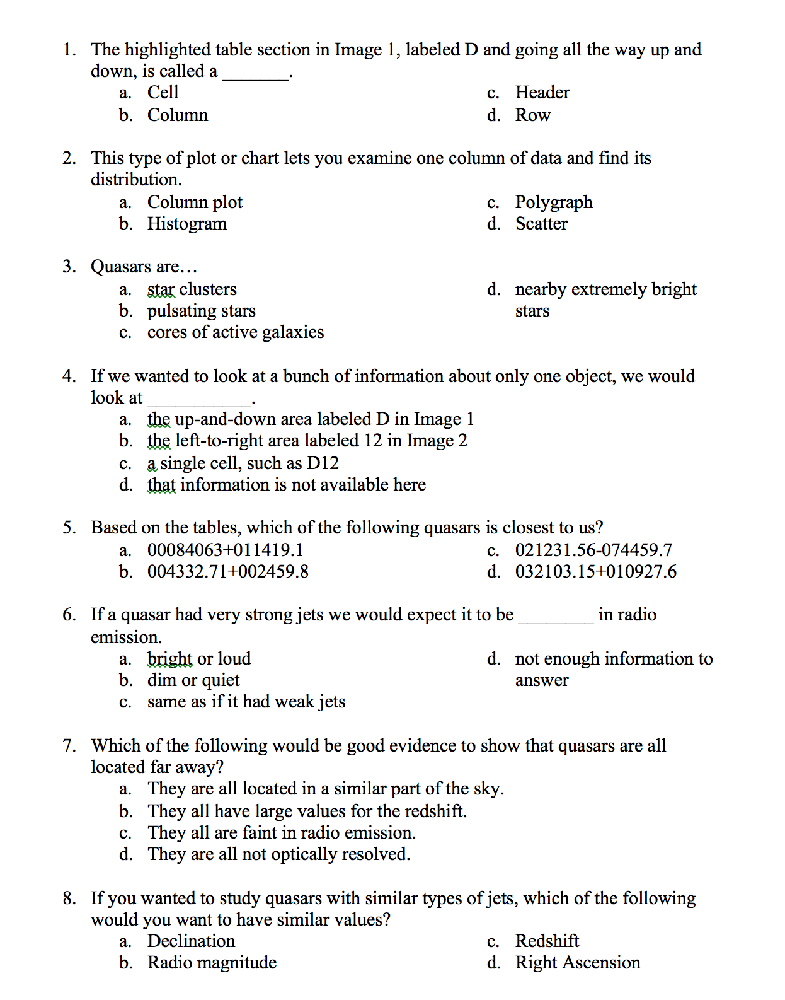 1. The highlighted table section in Image 1, labeled D and going all the way up and
down, is called a _______.
a. Cell
b. Column
c. Header
d. Row
2. This type of plot or chart lets you examine one column of data and find its
distribution.
a. Column plot
b. Histogram
c. Polygraph
d. Scatter
3. Quasars are…
a. star clusters
b. pulsating stars
c. cores of active galaxies
d. nearby extremely bright
stars
4. If we wanted to look at a bunch of information about only one object, we would
look at ___________.
a. the up-and-down area labeled D in Image 1
b. the left-to-right area labeled 12 in Image 2
c. a single cell, such as D12
d. that information is not available here
5. Based on the tables, which of the following quasars is closest to us?
a. 00084063+011419.1
b. 004332.71+002459.8
c. 021231.56-074459.7
d. 032103.15+010927.6
6. If a quasar had very strong jets we would expect it to be ________ in radio
emission.
a. bright or loud
b. dim or quiet
c. same as if it had weak jets
d. not enough information to
answer
7. Which of the following would be good evidence to show that quasars are all
located far away?
a. They are all located in a similar part of the sky.
b. They all have large values for the redshift.
c. They all are faint in radio emission.
d. They are all not optically resolved.
8. If you wanted to study quasars with similar types of jets, which of the following
would you want to have similar values?
a. Declination
b. Radio magnitude
c. Redshift
d. Right Ascension